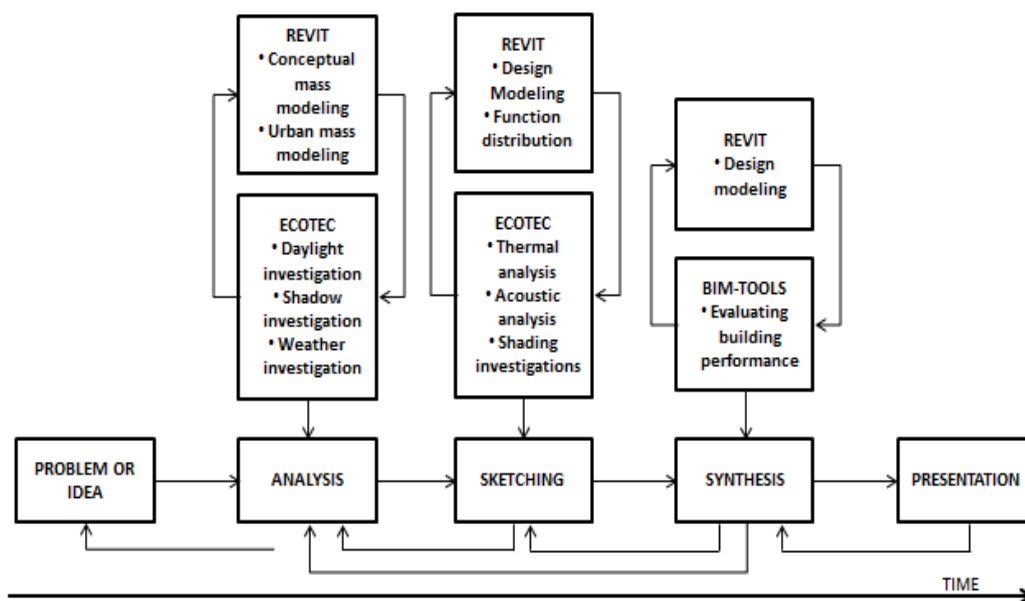 REVIT
• Conceptual
mass
modeling
• Urban mass
modeling
ECOTEC
• Daylight
investigation
• Shadow
investigation
• Weather
investigation
REVIT
• Design
Modeling
• Function
distribution
ECOTEC
• Thermal
analysis
• Acoustic
analysis
• Shading
investigations
REVIT
• Design
modeling
BIM-TOOLS
• Evaluating
building
performance
PROBLEM OR
IDEA
ANALYSIS
SKETCHING
SYNTHESIS
PRESENTATION
TIME